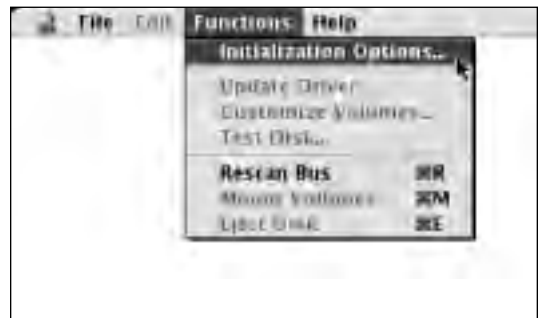 File Edit Functions Help
Initialization Options...
Update Driver
Customize Volumes...
Test Disk...
Rescan Bus ⌘R
Mount Volumes ⌘M
Eject Disk ⌘E